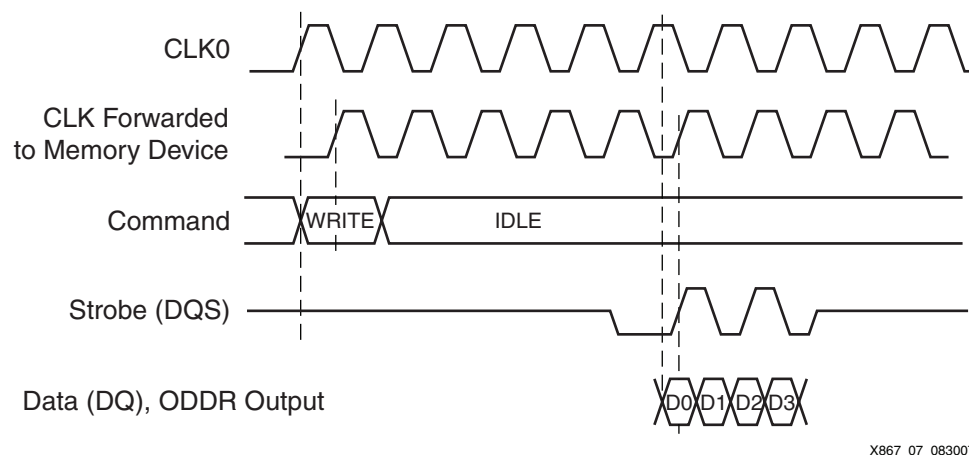 CLK0
CLK Forwarded
to Memory Device
Command
WRITE
IDLE
Strobe (DQS)
Data (DQ), ODDR Output
D0 D1 D2 D3
X867_07_083007